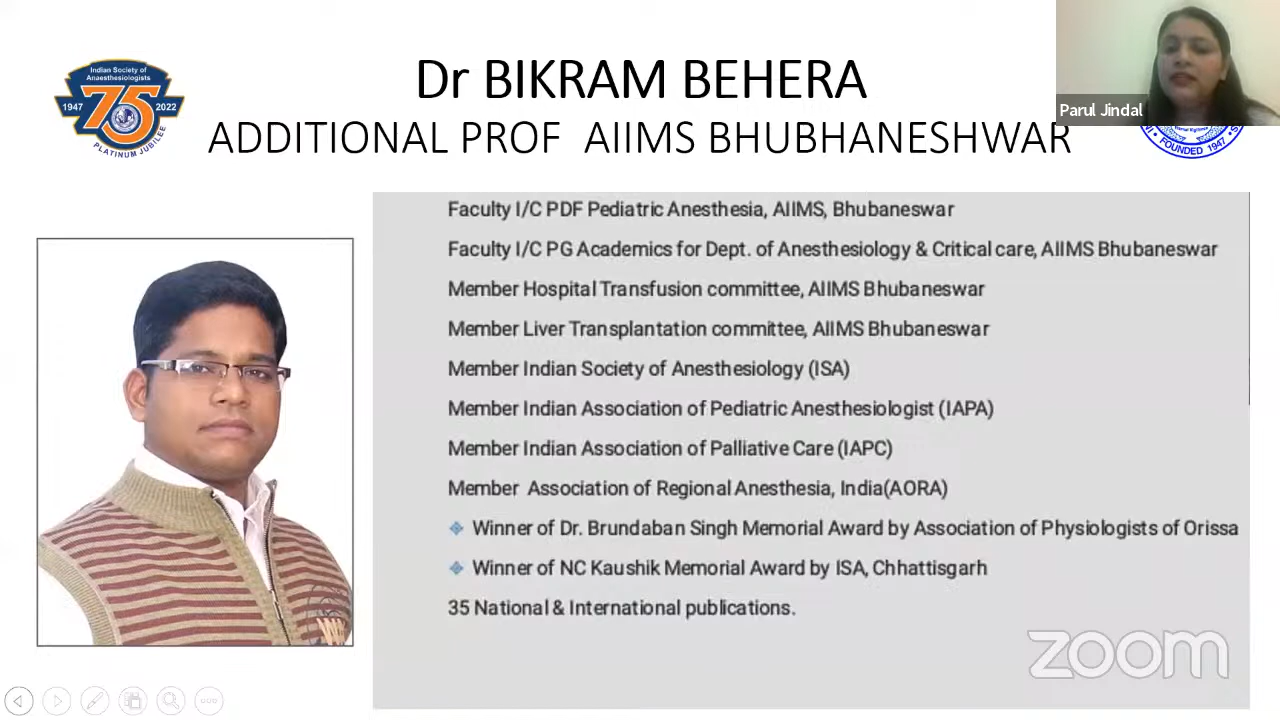 Indian Society of
Anaesthesiologists
1947 75 2022
PLATINUM JUBILEE
Dr BIKRAM BEHERA
ADDITIONAL PROF AIIMS BHUBHANESHWAR
Parul Jindal
FOUNDED 1947
Faculty I/C PDF Pediatric Anesthesia, AIIMS, Bhubaneswar
Faculty I/C PG Academics for Dept. of Anesthesiology & Critical care, AIIMS Bhubaneswar
Member Hospital Transfusion committee, AIIMS Bhubaneswar
Member Liver Transplantation committee, AIIMS Bhubaneswar
Member Indian Society of Anesthesiology (ISA)
Member Indian Association of Pediatric Anesthesiologist (IAPA)
Member Indian Association of Palliative Care (IAPC)
Member Association of Regional Anesthesia, India(AORA)
Winner of Dr. Brundaban Singh Memorial Award by Association of Physiologists of Orissa
Winner of NC Kaushik Memorial Award by ISA, Chhattisgarh
35 National & International publications.
zoom